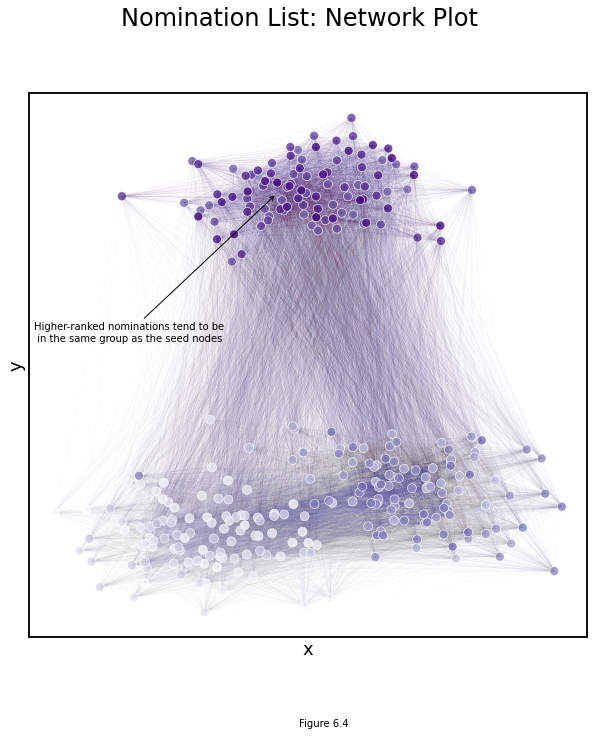 Nomination List: Network Plot
Higher-ranked nominations tend to be
in the same group as the seed nodes
y
x
Figure 6.4